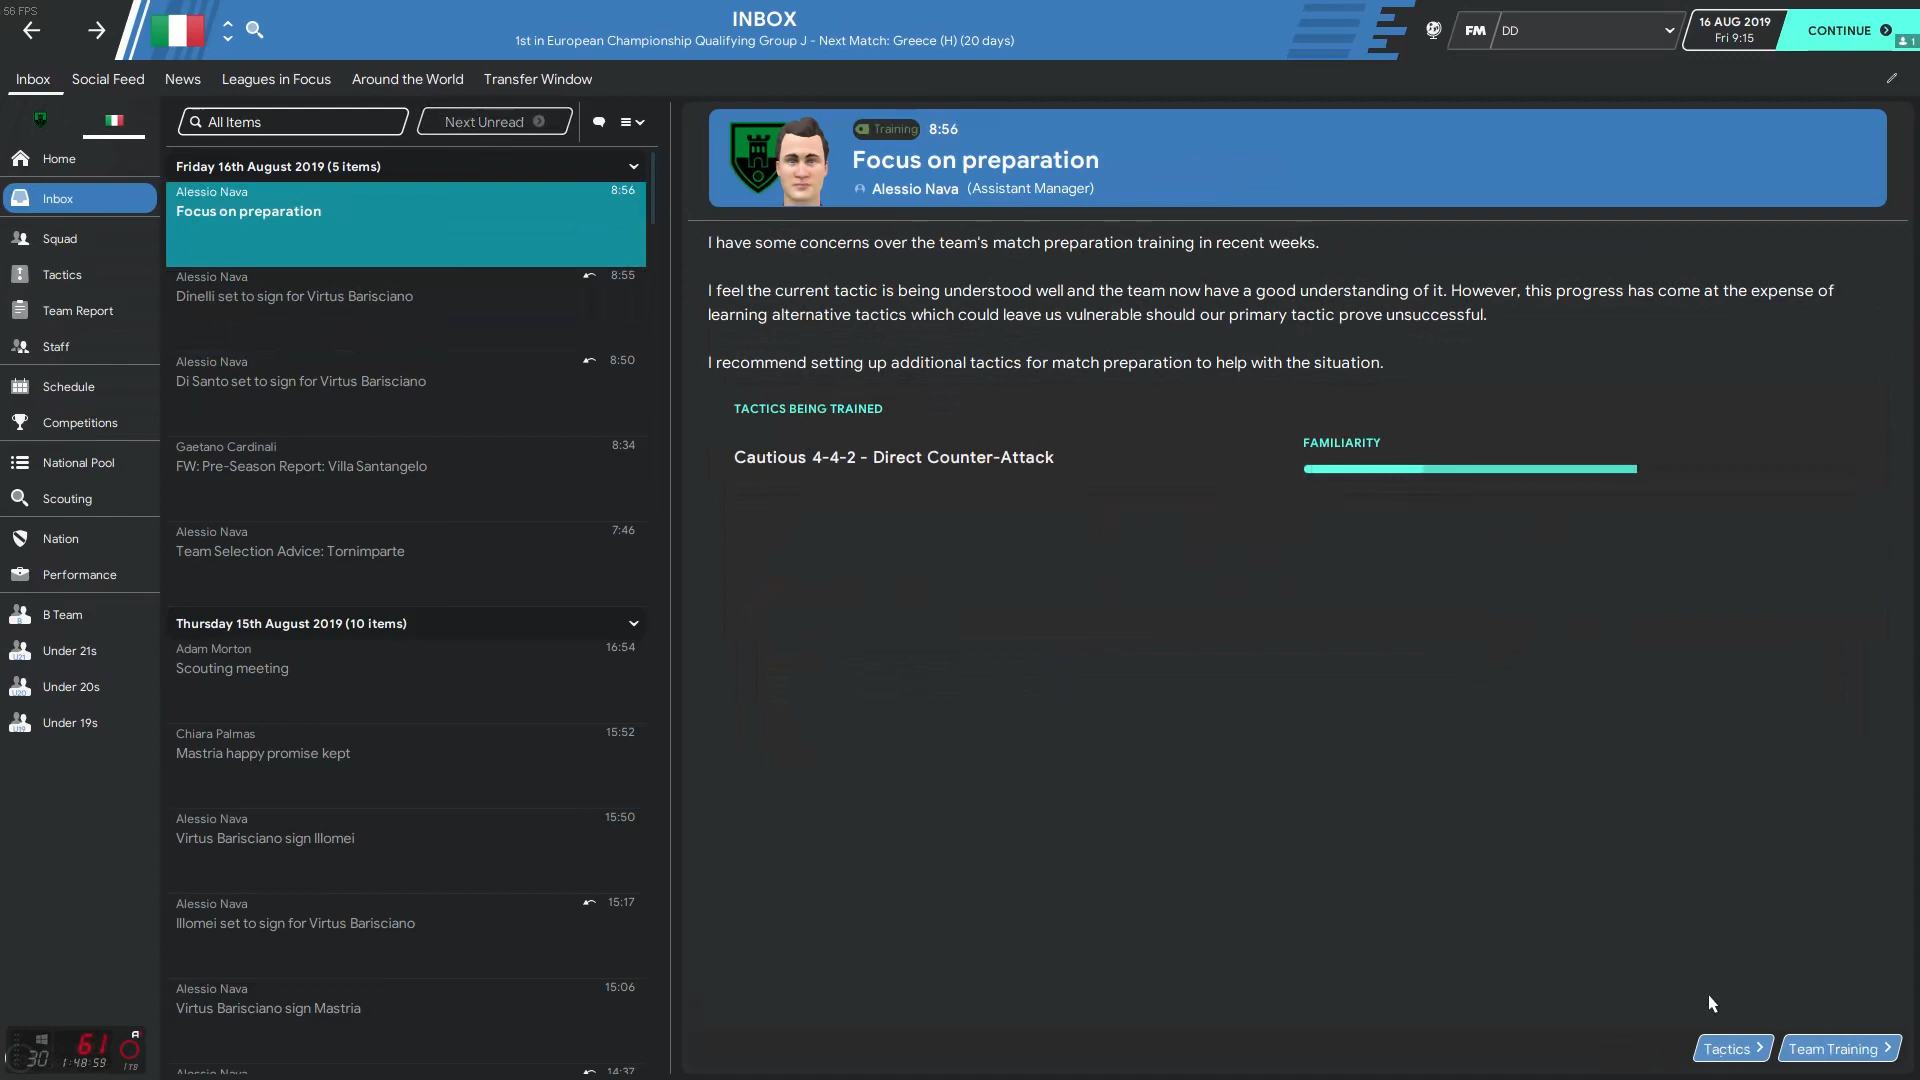 56 FPS
INBOX
1st in European Championship Qualifying Group J - Next Match: Greece (H) (20 days)
FM
DD
16 AUG 2019
Fri 9:15
CONTINUE
1
Inbox
Social Feed
News
Leagues in Focus
Around the World
Transfer Window
Home
Inbox
Squad
Tactics
Team Report
Staff
Schedule
Competitions
National Pool
Scouting
Nation
Performance
B Team
Under 21s
Under 20s
Under 19s
All Items
Next Unread
Friday 16th August 2019 (5 items)
Alessio Nava 8:56
Focus on preparation
Alessio Nava 8:55
Dinelli set to sign for Virtus Barisciano
Alessio Nava 8:50
Di Santo set to sign for Virtus Barisciano
Gaetano Cardinali 8:34
FW: Pre-Season Report: Villa Santangelo
Alessio Nava 7:46
Team Selection Advice: Tornimparte
Thursday 15th August 2019 (10 items)
Adam Morton 16:54
Scouting meeting
Chiara Palmas 15:52
Mastria happy promise kept
Alessio Nava 15:50
Virtus Barisciano sign Illomei
Alessio Nava 15:17
Illomei set to sign for Virtus Barisciano
Alessio Nava 15:06
Virtus Barisciano sign Mastria
Alessio Nava 14:37
Training 8:56
Focus on preparation
Alessio Nava (Assistant Manager)
I have some concerns over the team's match preparation training in recent weeks.
I feel the current tactic is being understood well and the team now have a good understanding of it. However, this progress has come at the expense of
learning alternative tactics which could leave us vulnerable should our primary tactic prove unsuccessful.
I recommend setting up additional tactics for match preparation to help with the situation.
TACTICS BEING TRAINED
FAMILIARITY
Cautious 4-4-2 - Direct Counter-Attack
Tactics
Team Training
61
30
1:48:59
1TB